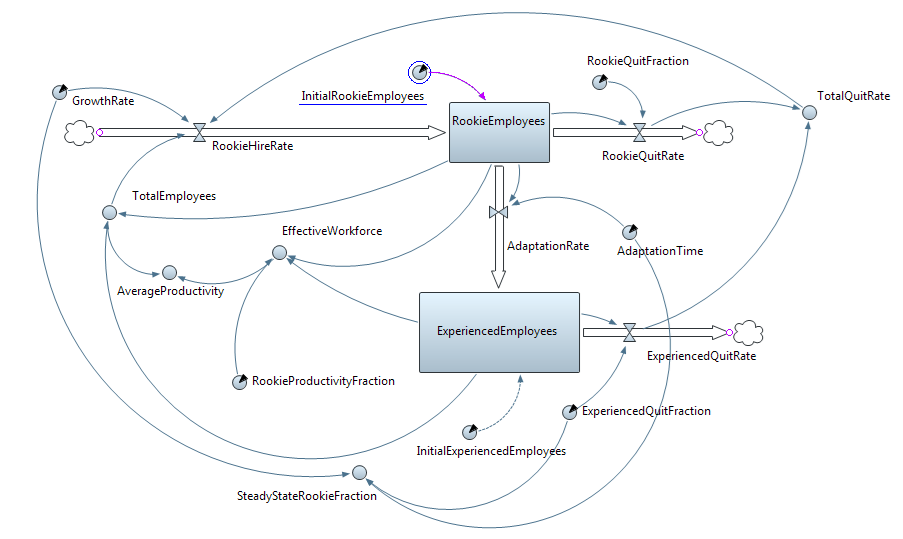 RookieQuitFraction
InitialRookieEmployees
GrowthRate
TotalQuitRate
RookieEmployees
RookieHireRate
RookieQuitRate
TotalEmployees
EffectiveWorkforce
AdaptationRate
AdaptationTime
AverageProductivity
ExperiencedEmployees
ExperiencedQuitRate
RookieProductivityFraction
ExperiencedQuitFraction
InitialExperiencedEmployees
SteadyStateRookieFraction